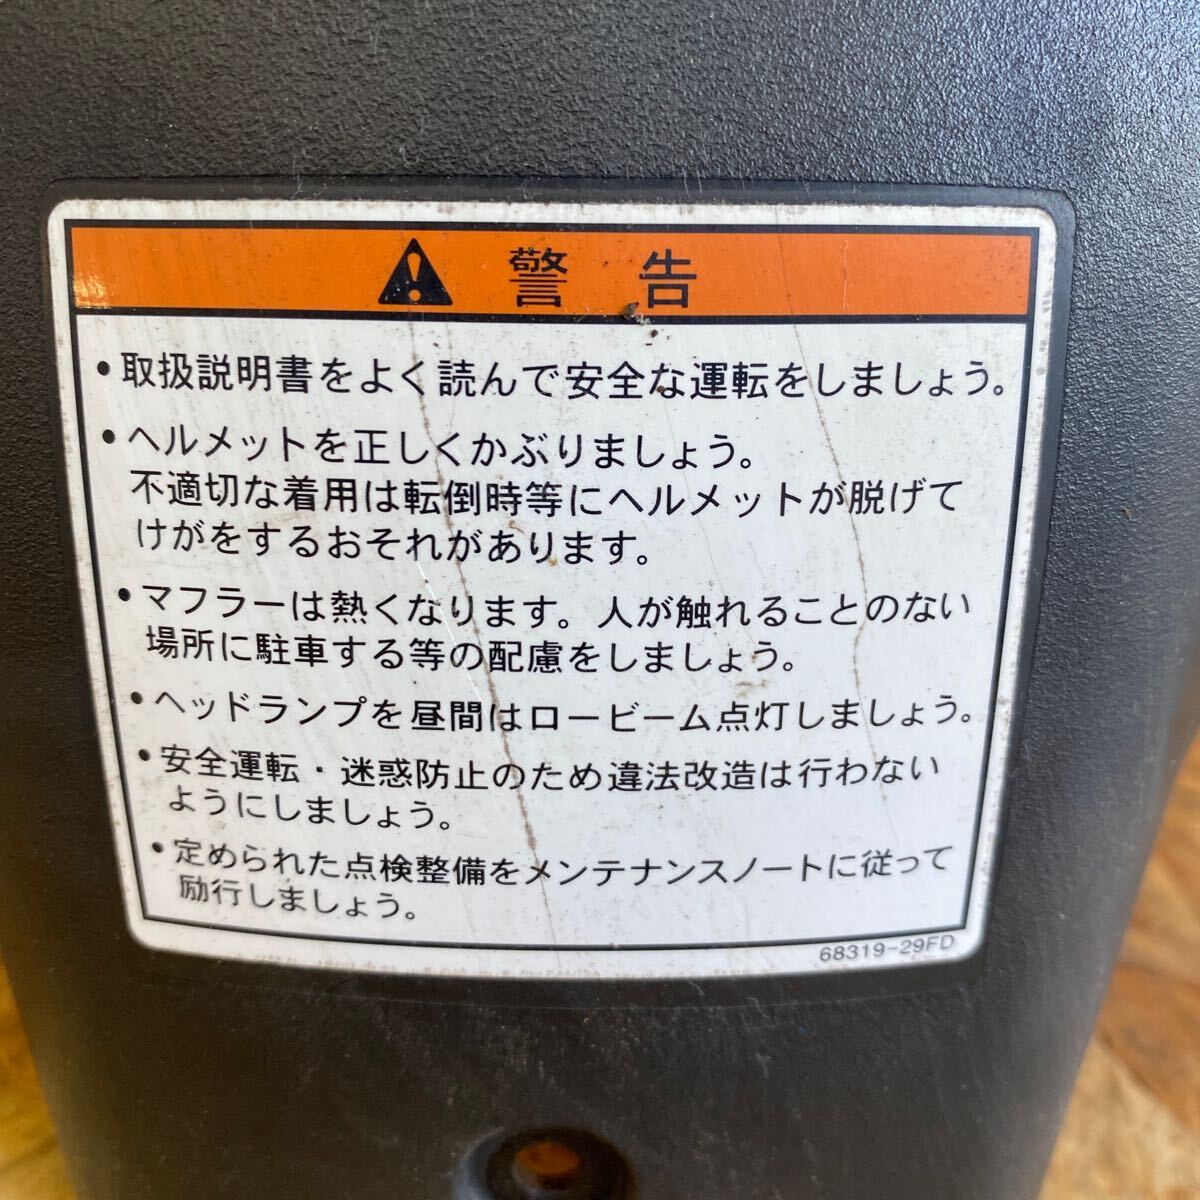 警告
・取扱説明書をよく読んで安全な運転をしましょう。
・ヘルメットを正しくかぶりましょう。
不適切な着用は転倒時等にヘルメットが脱げて
けがをするおそれがあります。
・マフラーは熱くなります。人が触れることのない
場所に駐車する等の配慮をしましょう。
・ヘッドランプを昼間はロービーム点灯しましょう。
・安全運転・迷惑防止のため違法改造は行わない
ようにしましょう。
・定められた点検整備をメンテナンスノートに従って
励行しましょう。
68319-29FD